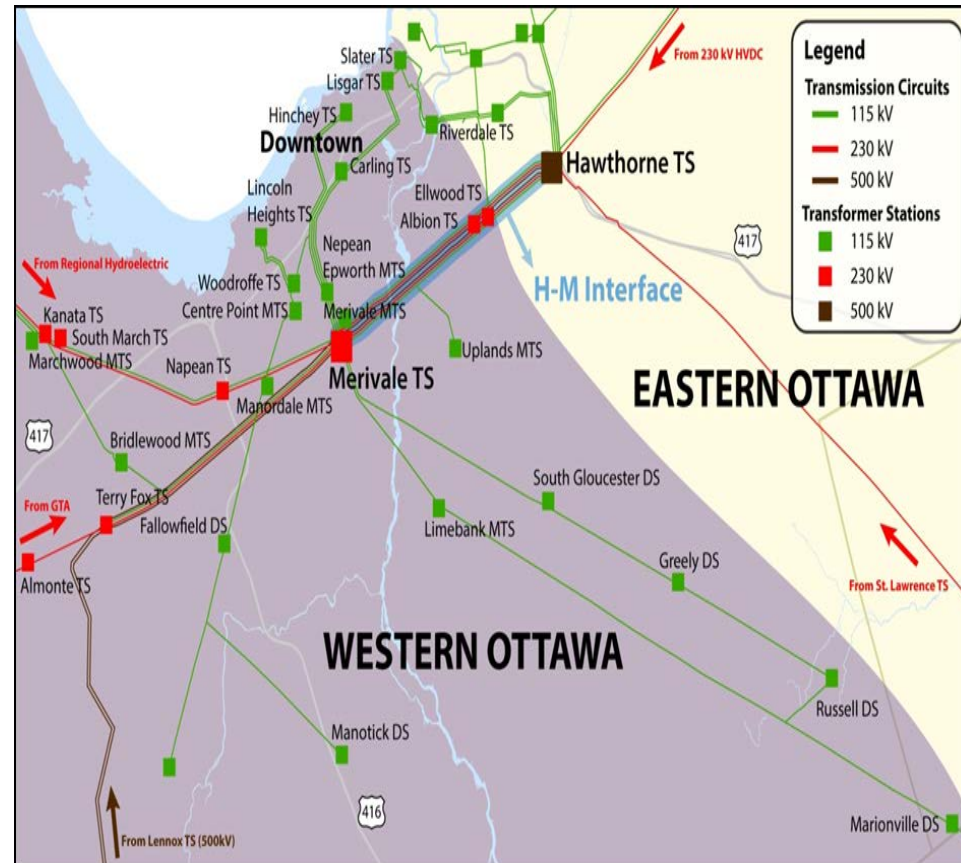 Slater TS
Lisgar TS
From 230 kV HVDC
Hinchey TS
Downtown
Riverdale TS
Carling TS
Hawthorne TS
Lincoln
Heights TS
Ellwood TS
Albion TS
417
Nepean
Epworth MTS
From Regional Hydroelectric
Woodroffe TS
Centre Point MTS
Merivale MTS
H-M Interface
Kanata TS
South March TS
Marchwood MTS
Napean TS
Uplands MTS
Merivale TS
Manordale MTS
EASTERN OTTAWA
417
Bridlewood MTS
Terry Fox TS
From GTA
Fallowfield DS
South Gloucester DS
Limebank MTS
Almonte TS
Greely DS
From St. Lawrence TS
WESTERN OTTAWA
Russell DS
Manotick DS
416
From Lennox TS (500kV)
Marionville DS
Legend
Transmission Circuits
115 kV
230 kV
500 kV
Transformer Stations
115 kV
230 kV
500 kV